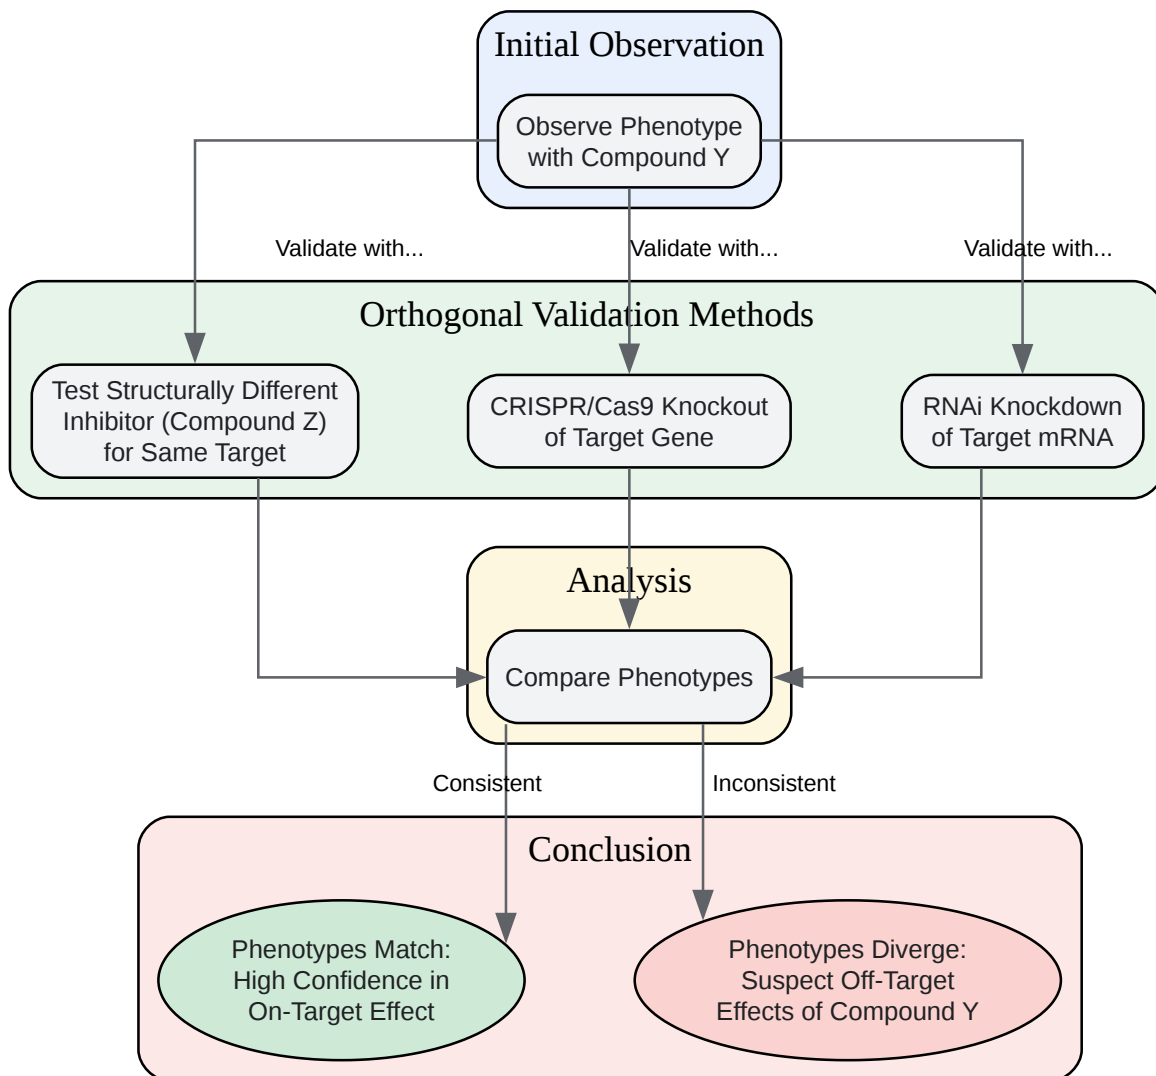 Initial Observation
Observe Phenotype
with Compound Y
Validate with...
Validate with...
Validate with...
Orthogonal Validation Methods
Test Structurally Different
Inhibitor (Compound Z)
for Same Target
CRISPR/Cas9 Knockout
of Target Gene
RNAi Knockdown
of Target mRNA
Analysis
Compare Phenotypes
Consistent
Inconsistent
Conclusion
Phenotypes Match:
High Confidence in
On-Target Effect
Phenotypes Diverge:
Suspect Off-Target
Effects of Compound Y